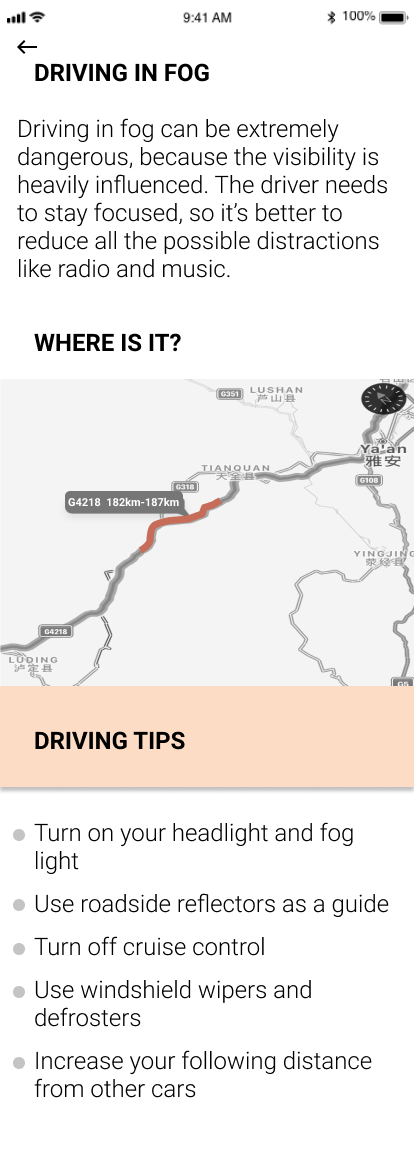 9:41 AM
100%
DRIVING IN FOG
Driving in fog can be extremely
dangerous, because the visibility is
heavily influenced. The driver needs
to stay focused, so it’s better to
reduce all the possible distractions
like radio and music.
WHERE IS IT?
G351
LUSHAN
芦山县
Ya'an
雅安
TIANQUAN
天全县
G318
G108
G4218 182km-187km
YINGJING
荥经县
G4218
LUDING
泸定县
G5
DRIVING TIPS
Turn on your headlight and fog
light
Use roadside reflectors as a guide
Turn off cruise control
Use windshield wipers and
defrosters
Increase your following distance
from other cars